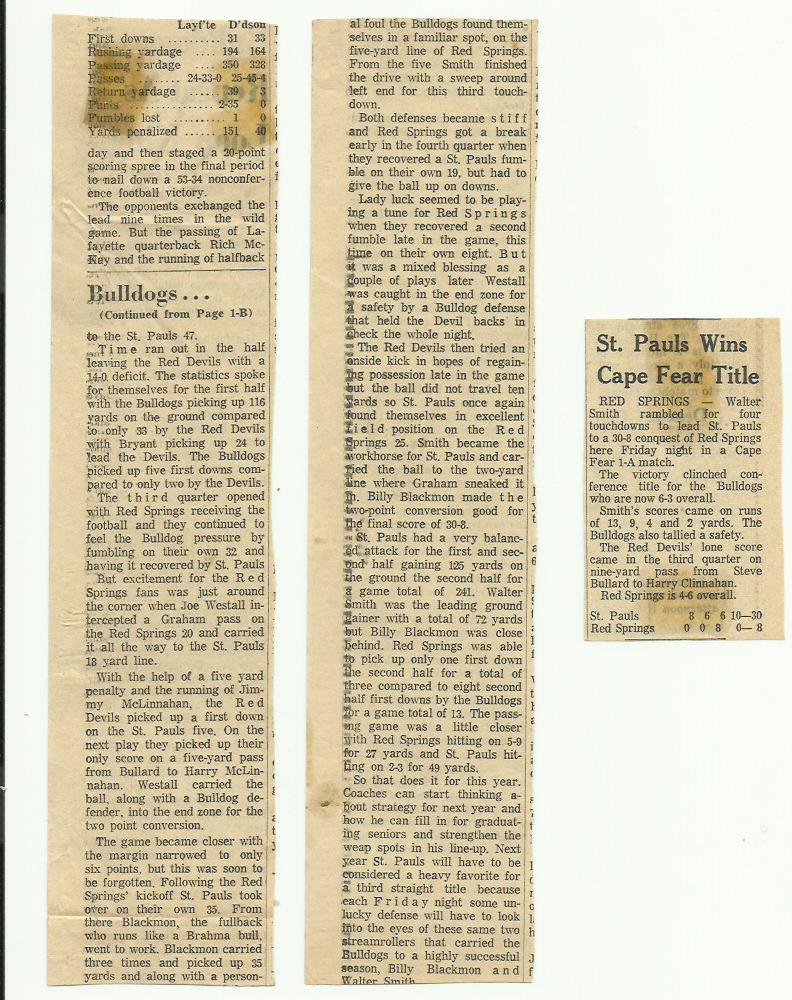 Layf'te D'dson
First downs .......... 31 33
Rushing yardage .... 194 164
Passing yardage .... 350 328
Passes ........ 24-33-0 25-45-4
Return yardage ...... 39 3
Punts ............... 2-35 0
Fumbles lost .......... 1 0
Yards penalized ...... 151 40
day and then staged a 20-point
scoring spree in the final period
to nail down a 53-34 nonconfer-
ence football victory.
The opponents exchanged the
lead nine times in the wild
game. But the passing of La-
fayette quarterback Rich Mc-
Kay and the running of halfback
Bulldogs...
(Continued from Page 1-B)
to the St. Pauls 47.
Time ran out in the half
leaving the Red Devils with a
14-0 deficit. The statistics spoke
for themselves for the first half
with the Bulldogs picking up 116
yards on the ground compared
to only 33 by the Red Devils
with Bryant picking up 24 to
lead the Devils. The Bulldogs
picked up five first downs com-
pared to only two by the Devils.
The third quarter opened
with Red Springs receiving the
football and they continued to
feel the Bulldog pressure by
fumbling on their own 32 and
having it recovered by St. Pauls
But excitement for the Red
Springs fans was just around
the corner when Joe Westall in-
tercepted a Graham pass on
the Red Springs 20 and carried
it all the way to the St. Pauls
18 yard line.
With the help of a five yard
penalty and the running of Jim-
my McLinnahan, the Red
Devils picked up a first down
on the St. Pauls five. On the
next play they picked up their
only score on a five-yard pass
from Bullard to Harry McLin-
nahan. Westall carried the
ball, along with a Bulldog de-
fender, into the end zone for the
two point conversion.
The game became closer with
the margin narrowed to only
six points, but this was soon to
be forgotten. Following the Red
Springs' kickoff St. Pauls took
over on their own 35. From
there Blackmon, the fullback
who runs like a Brahma bull,
went to work. Blackmon carried
three times and picked up 35
yards and along with a person-
al foul the Bulldogs found them-
selves in a familiar spot, on the
five-yard line of Red Springs.
From the five Smith finished
the drive with a sweep around
left end for this third touch-
down.
Both defenses became stiff
and Red Springs got a break
early in the fourth quarter when
they recovered a St. Pauls fum-
ble on their own 19, but had to
give the ball up on downs.
Lady luck seemed to be play-
ing a tune for Red Springs
when they recovered a second
fumble late in the game, this
time on their own eight. But
it was a mixed blessing as a
couple of plays later Westall
was caught in the end zone for
a safety by a Bulldog defense
that held the Devil backs in
check the whole night.
The Red Devils then tried an
onside kick in hopes of regain-
ing possession late in the game
but the ball did not travel ten
yards so St. Pauls once again
found themselves in excellent
field position on the Red
Springs 25. Smith became the
workhorse for St. Pauls and car-
ried the ball to the two-yard
line where Graham sneaked it
in. Billy Blackmon made the
two-point conversion good for
the final score of 30-8.
St. Pauls had a very balanc-
ed attack for the first and sec-
ond half gaining 125 yards on
the ground the second half for
a game total of 241. Walter
Smith was the leading ground
gainer with a total of 72 yards
but Billy Blackmon was close
behind. Red Springs was able
to pick up only one first down
the second half for a total of
three compared to eight second
half first downs by the Bulldogs
for a game total of 13. The pass-
ing game was a little closer
with Red Springs hitting on 5-9
for 27 yards and St. Pauls hit-
ting on 2-3 for 49 yards.
So that does it for this year.
Coaches can start thinking a-
bout strategy for next year and
how he can fill in for graduat-
ing seniors and strengthen the
weap spots in his line-up. Next
year St. Pauls will have to be
considered a heavy favorite for
a third straight title because
each Friday night some un-
lucky defense will have to look
into the eyes of these same two
streamrollers that carried the
Bulldogs to a highly successful
season, Billy Blackmon and
Walter Smith
St. Pauls Wins
Cape Fear Title
RED SPRINGS — Walter
Smith rambled for four
touchdowns to lead St. Pauls
to a 30-8 conquest of Red Springs
here Friday night in a Cape
Fear 1-A match.
The victory clinched con-
ference title for the Bulldogs
who are now 6-3 overall.
Smith's scores came on runs
of 13, 9, 4 and 2 yards. The
Bulldogs also tallied a safety.
The Red Devils' lone score
came in the third quarter on
nine-yard pass from Steve
Bullard to Harry Clinnahan.
Red Springs is 4-6 overall.
St. Pauls 8 6 6 10—30
Red Springs 0 0 8 0— 8